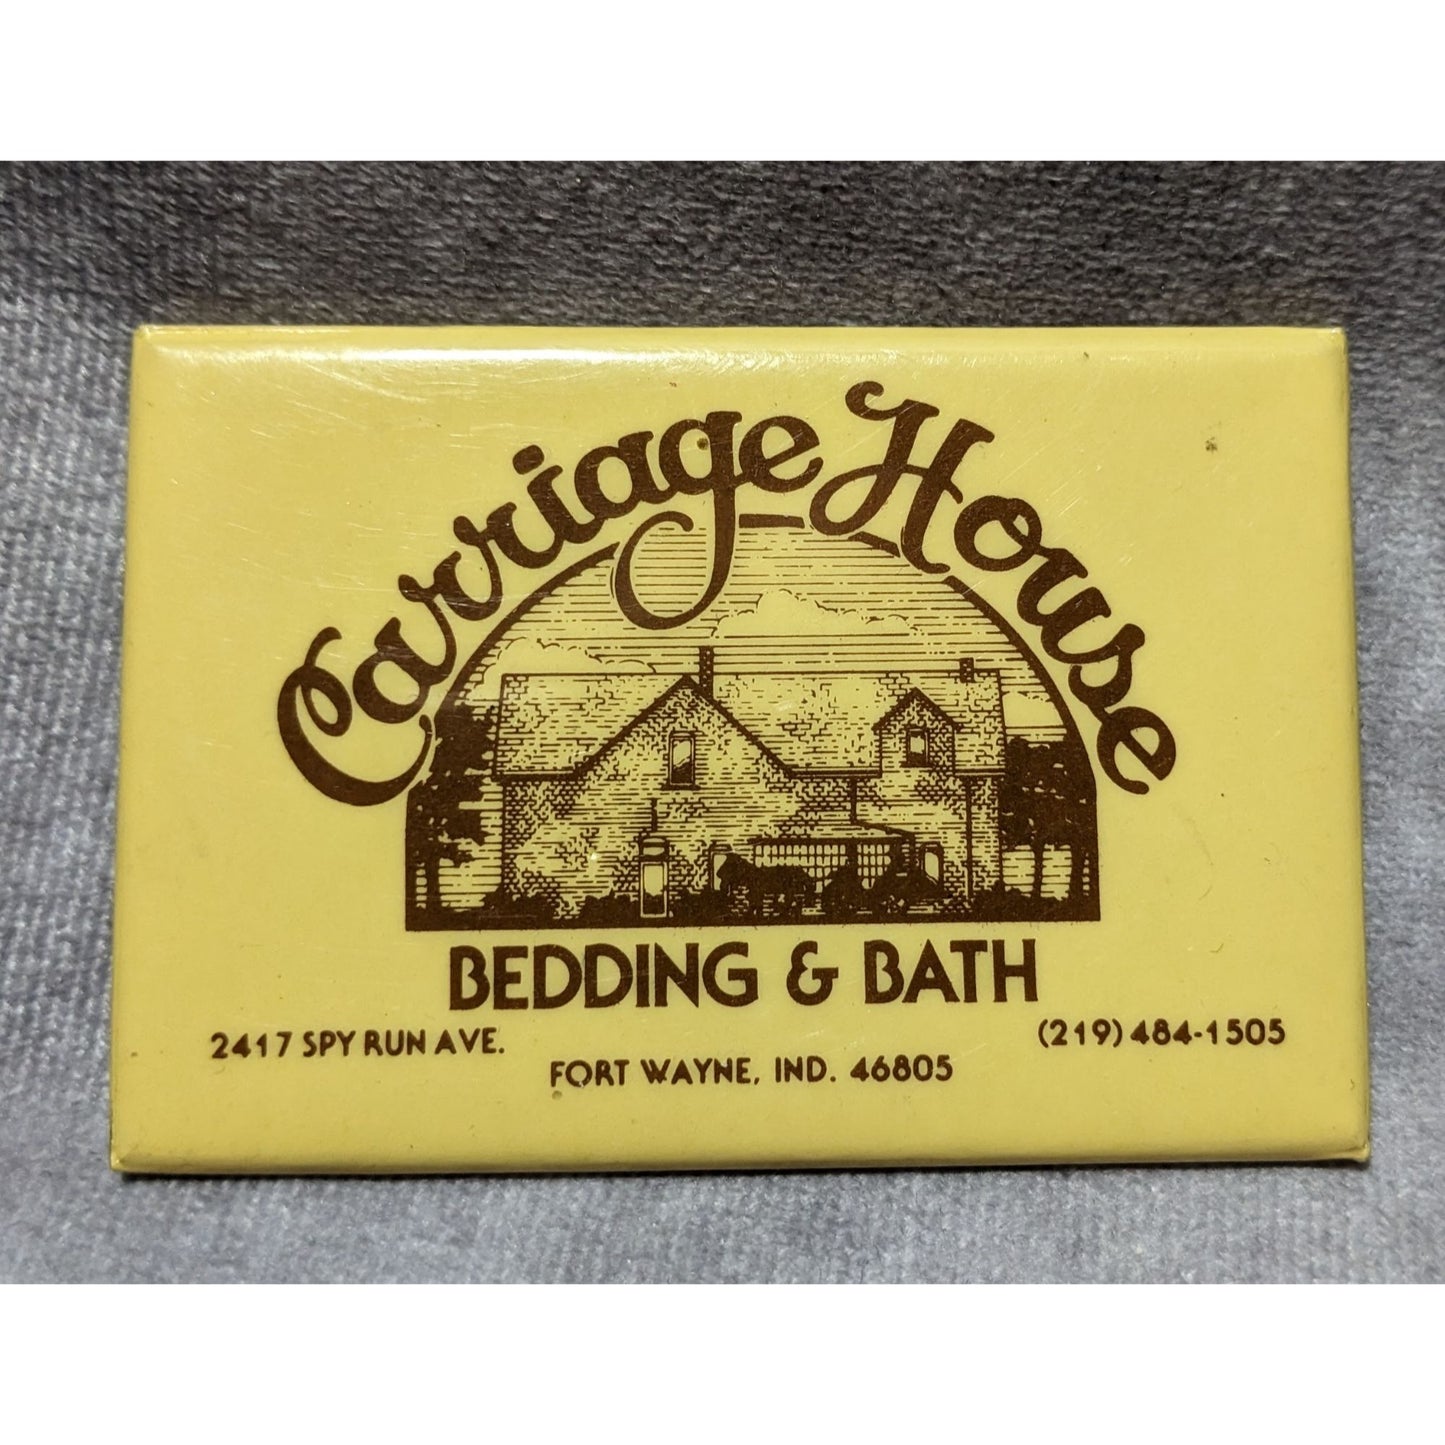 Carriage House
BEDDING & BATH
2417 SPY RUN AVE.
(219) 484-1505
FORT WAYNE, IND. 46805